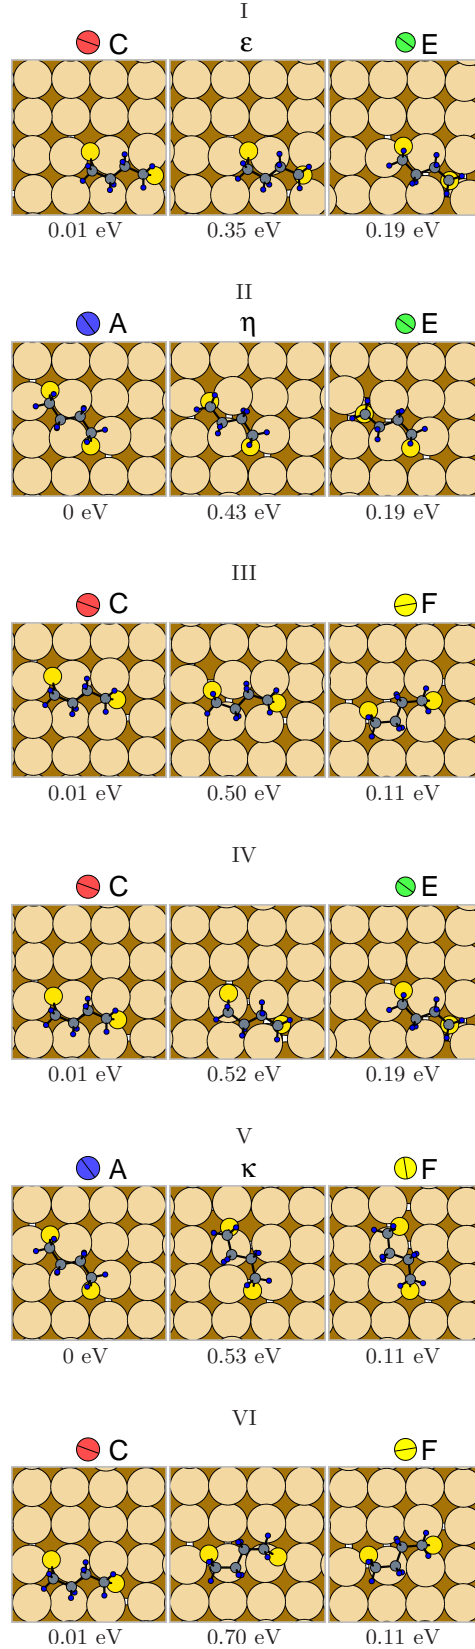 I
C ε E
0.01 eV 0.35 eV 0.19 eV
II
A η E
0 eV 0.43 eV 0.19 eV
III
C F
0.01 eV 0.50 eV 0.11 eV
IV
C E
0.01 eV 0.52 eV 0.19 eV
V
A κ F
0 eV 0.53 eV 0.11 eV
VI
C F
0.01 eV 0.70 eV 0.11 eV